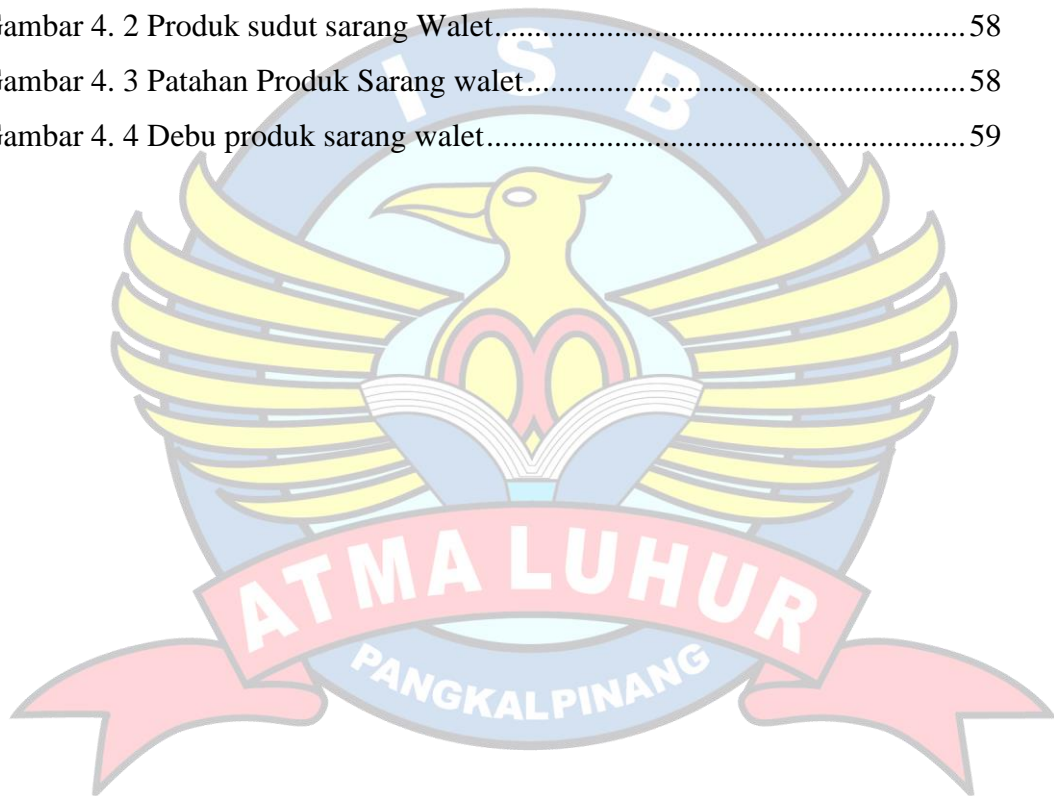 Gambar 4. 2 Produk sudut sarang Walet........................................................................58
Gambar 4. 3 Patahan Produk Sarang walet....................................................................58
Gambar 4. 4 Debu produk sarang walet..........................................................................59
I S B
ATMA LUHUR
PANGKALPINANG